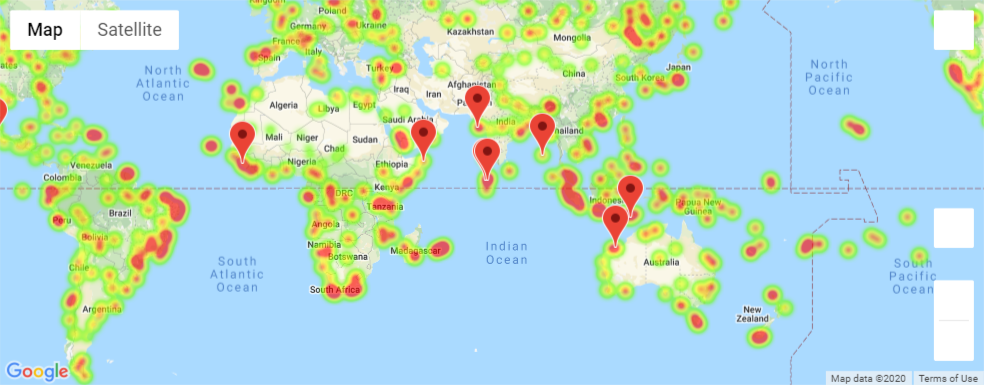 Map
Satellite
Kazakhstan
Ukraine
Poland
France
Italy
Spain
Mongolia
China
South Korea
Japan
Turkey
Afghanistan
Iraq
Iran
North
Atlantic
Ocean
North
Pacific
Ocean
Algeria
Libya
Egypt
Saudi Arabia
India
Thailand
Mali
Niger
Chad
Sudan
Nigeria
Ethiopia
Venezuela
Colombia
DRC
Kenya
Tanzania
Indonesia
Papua New
Guinea
Peru
Brazil
Bolivia
Angola
Namibia
Botswana
Madagascar
Indian
Ocean
Australia
South
Atlantic
Ocean
South
Pacific
Ocean
Chile
South Africa
Argentina
New
Zealand
Google
Map data ©2020
Terms of Use